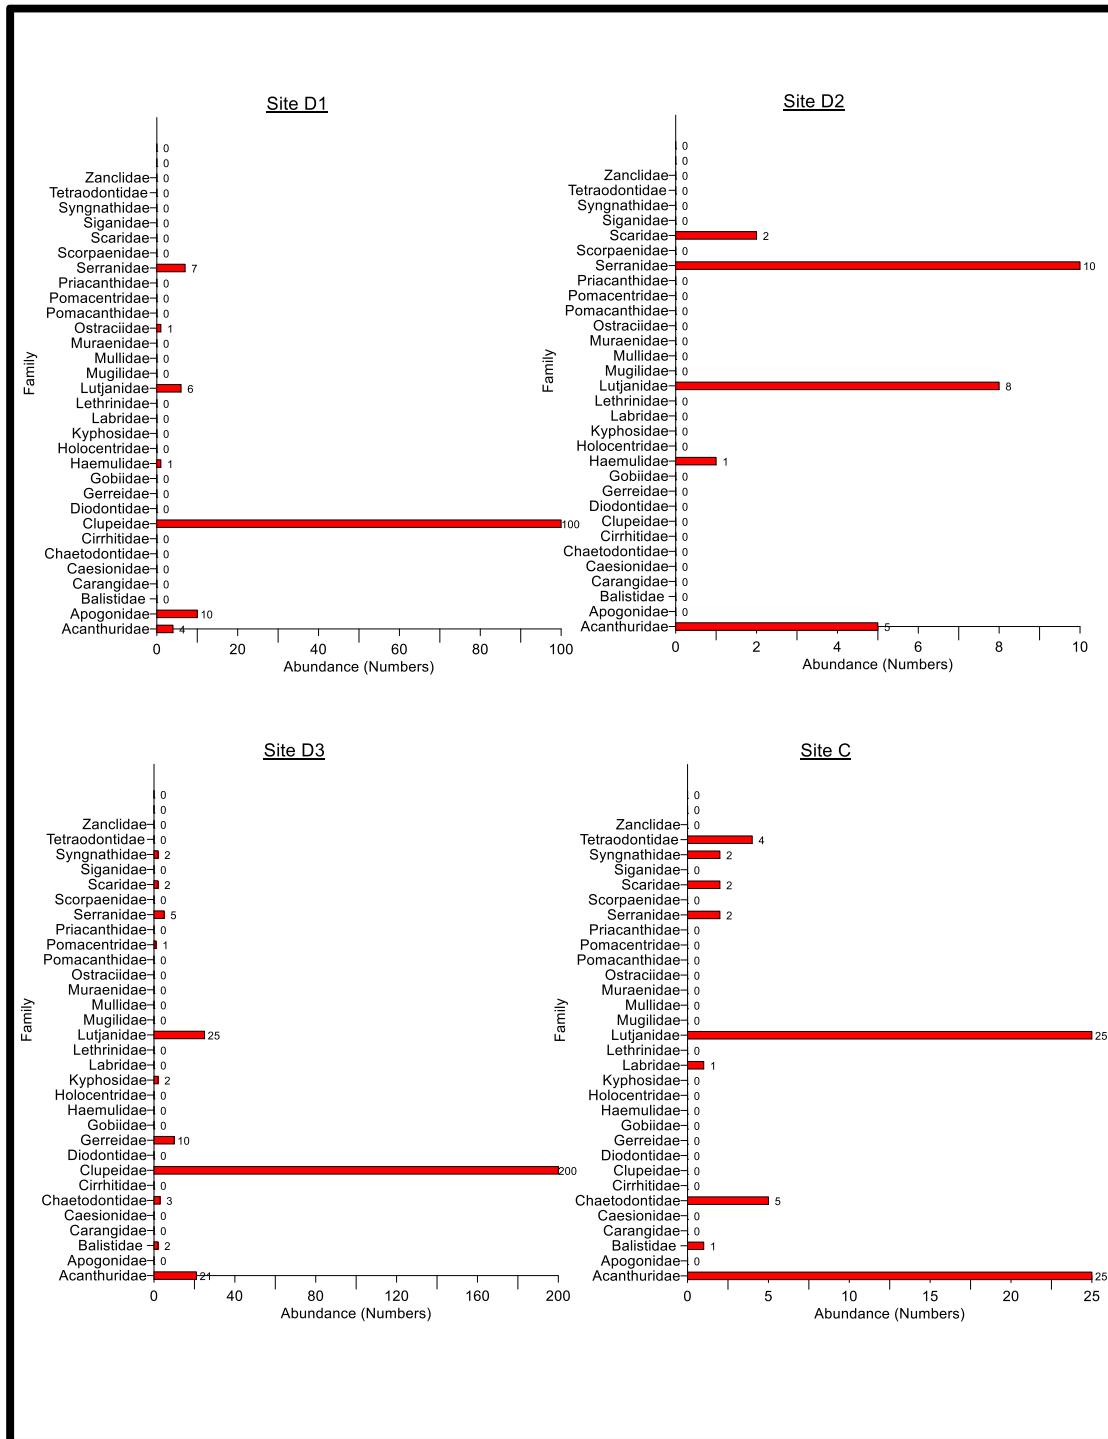 Site D1
0
0
Zanclidae 0
Tetraodontidae 0
Syngnathidae 0
Siganidae 0
Scaridae 0
Scorpaenidae 0
Serranidae 7
Priacanthidae 0
Pomacentridae 0
Pomacanthidae 0
Ostraciidae 1
Muraenidae 0
Mullidae 0
Mugilidae 0
Lutjanidae 6
Lethrinidae 0
Labridae 0
Kyphosidae 0
Holocentridae 0
Haemulidae 1
Gobiidae 0
Gerreidae 0
Diodontidae 0
Clupeidae 100
Cirrhitidae 0
Chaetodontidae 0
Caesionidae 0
Carangidae 0
Balistidae 0
Apogonidae 10
Acanthuridae 4
Family
0 20 40 60 80 100
Abundance (Numbers)
Site D2
0
0
Zanclidae 0
Tetraodontidae 0
Syngnathidae 0
Siganidae 0
Scaridae 2
Scorpaenidae 0
Serranidae 10
Priacanthidae 0
Pomacentridae 0
Pomacanthidae 0
Ostraciidae 0
Muraenidae 0
Mullidae 0
Mugilidae 0
Lutjanidae 8
Lethrinidae 0
Labridae 0
Kyphosidae 0
Holocentridae 0
Haemulidae 1
Gobiidae 0
Gerreidae 0
Diodontidae 0
Clupeidae 0
Cirrhitidae 0
Chaetodontidae 0
Caesionidae 0
Carangidae 0
Balistidae 0
Apogonidae 0
Acanthuridae 5
Family
0 2 4 6 8 10
Abundance (Numbers)
Site D3
0
0
Zanclidae 0
Tetraodontidae 0
Syngnathidae 2
Siganidae 0
Scaridae 2
Scorpaenidae 0
Serranidae 5
Priacanthidae 0
Pomacentridae 1
Pomacanthidae 0
Ostraciidae 0
Muraenidae 0
Mullidae 0
Mugilidae 0
Lutjanidae 25
Lethrinidae 0
Labridae 0
Kyphosidae 2
Holocentridae 0
Haemulidae 0
Gobiidae 0
Gerreidae 10
Diodontidae 0
Clupeidae 200
Cirrhitidae 0
Chaetodontidae 3
Caesionidae 0
Carangidae 0
Balistidae 2
Apogonidae 0
Acanthuridae 21
Family
0 40 80 120 160 200
Abundance (Numbers)
Site C
0
0
Zanclidae 0
Tetraodontidae 4
Syngnathidae 2
Siganidae 0
Scaridae 2
Scorpaenidae 0
Serranidae 2
Priacanthidae 0
Pomacentridae 0
Pomacanthidae 0
Ostraciidae 0
Muraenidae 0
Mullidae 0
Mugilidae 0
Lutjanidae 25
Lethrinidae 0
Labridae 1
Kyphosidae 0
Holocentridae 0
Haemulidae 0
Gobiidae 0
Gerreidae 0
Diodontidae 0
Clupeidae 0
Cirrhitidae 0
Chaetodontidae 5
Caesionidae 0
Carangidae 0
Balistidae 1
Apogonidae 0
Acanthuridae 25
Family
0 5 10 15 20 25
Abundance (Numbers)